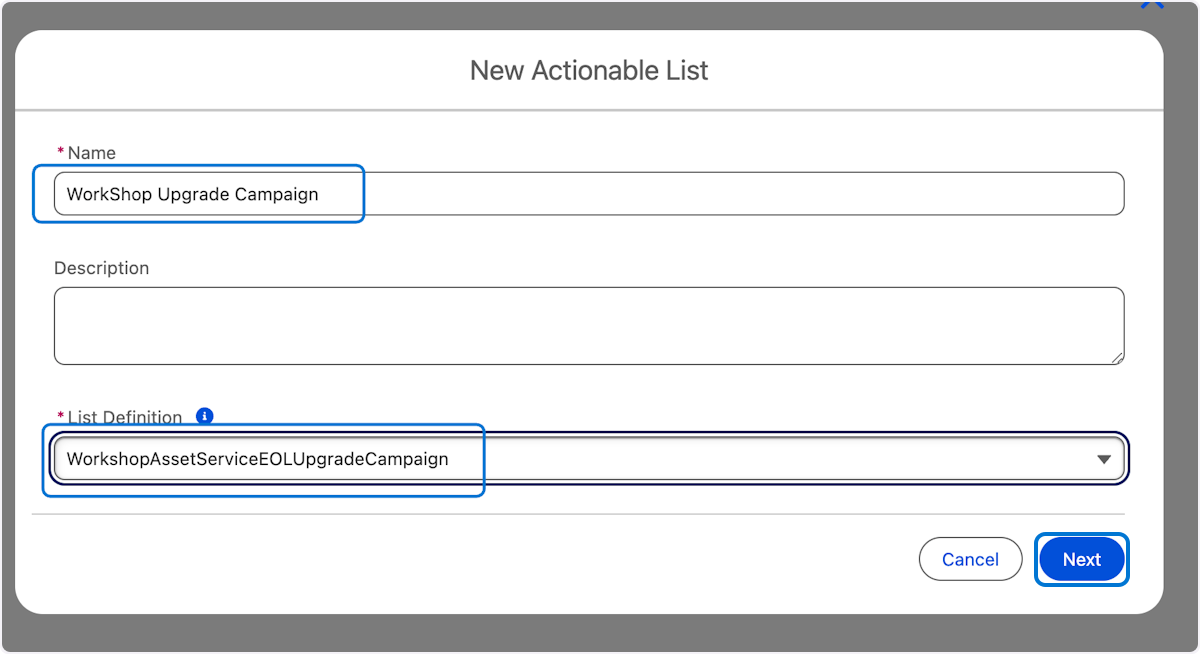 New Actionable List
* Name
WorkShop Upgrade Campaign
Description
* List Definition i
WorkshopAssetServiceEOLUpgradeCampaign
Cancel Next